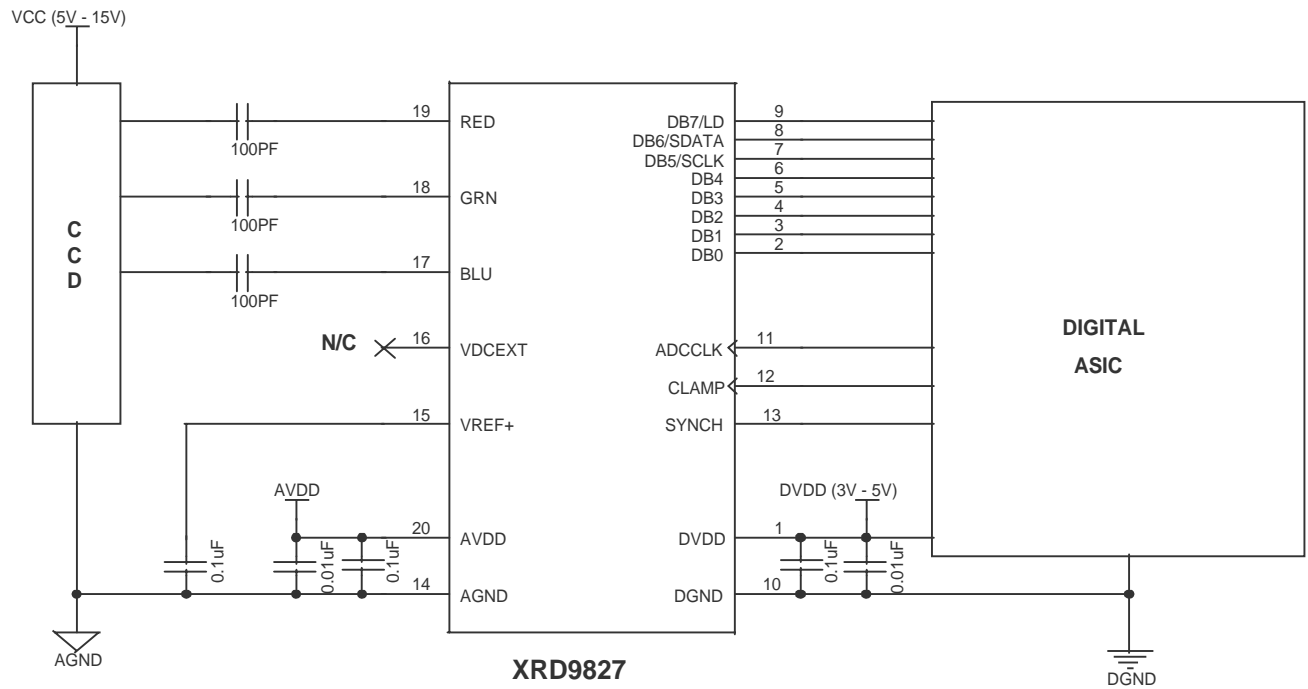 VCC (5V - 15V)
CCD
100PF
100PF
100PF
19 RED
18 GRN
17 BLU
N/C 16 VDCEXT
15 VREF+
AVDD
20 AVDD
0.1uF
0.01uF
0.1uF
14 AGND
AGND
DB7/LD 9
DB6/SDATA 8
DB5/SCLK 7
DB4 6
DB3 5
DB2 4
DB1 3
DB0 2
ADCCLK 11
CLAMP 12
SYNCH 13
DVDD (3V - 5V)
DVDD 1
0.1uF
0.01uF
DGND 10
XRD9827
DIGITAL
ASIC
DGND